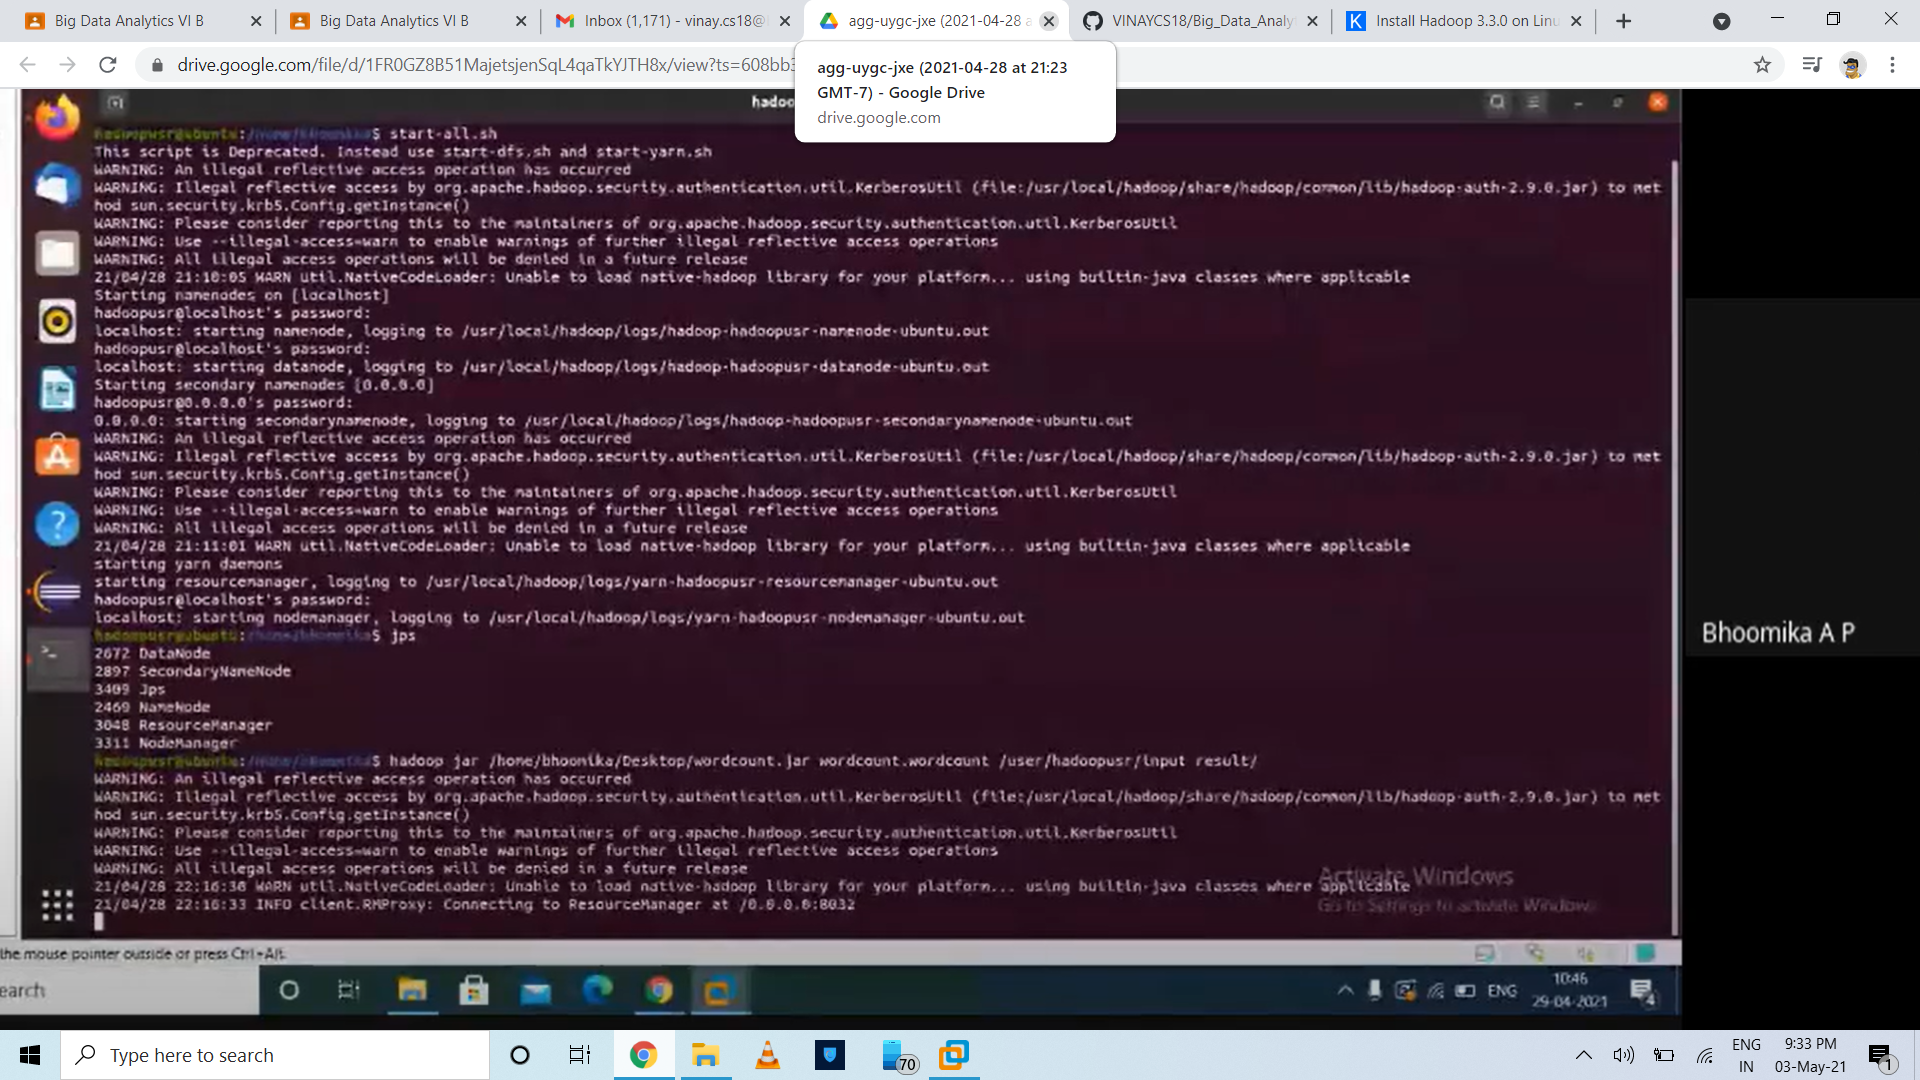 Big Data Analytics VI B
Big Data Analytics VI B
Inbox (1,171) - vinay.cs18@
agg-uygc-jxe (2021-04-28 a
VINAYCS18/Big_Data_Analy
Install Hadoop 3.3.0 on Linu
drive.google.com/file/d/1FR0GZ8B51MajetsjenSqL4qaTkYJTH8x/view?ts=608bb3
agg-uygc-jxe (2021-04-28 at 21:23
GMT-7) - Google Drive
drive.google.com
hadoo
hadoopusr@ubuntu:/home/bhoomika$ start-all.sh
This script is Deprecated. Instead use start-dfs.sh and start-yarn.sh
WARNING: An illegal reflective access operation has occurred
WARNING: Illegal reflective access by org.apache.hadoop.security.authentication.util.KerberosUtil (file:/usr/local/hadoop/share/hadoop/common/lib/hadoop-auth-2.9.0.jar) to met
hod sun.security.krb5.Config.getInstance()
WARNING: Please consider reporting this to the maintainers of org.apache.hadoop.security.authentication.util.KerberosUtil
WARNING: Use --illegal-access=warn to enable warnings of further illegal reflective access operations
WARNING: All illegal access operations will be denied in a future release
21/04/28 21:10:05 WARN util.NativeCodeLoader: Unable to load native-hadoop library for your platform... using builtin-java classes where applicable
Starting namenodes on [localhost]
hadoopusr@localhost's password:
localhost: starting namenode, logging to /usr/local/hadoop/logs/hadoop-hadoopusr-namenode-ubuntu.out
hadoopusr@localhost's password:
localhost: starting datanode, logging to /usr/local/hadoop/logs/hadoop-hadoopusr-datanode-ubuntu.out
Starting secondary namenodes [0.0.0.0]
hadoopusr@0.0.0.0's password:
0.0.0.0: starting secondarynamenode, logging to /usr/local/hadoop/logs/hadoop-hadoopusr-secondarynamenode-ubuntu.out
WARNING: An illegal reflective access operation has occurred
WARNING: Illegal reflective access by org.apache.hadoop.security.authentication.util.KerberosUtil (file:/usr/local/hadoop/share/hadoop/common/lib/hadoop-auth-2.9.0.jar) to met
hod sun.security.krb5.Config.getInstance()
WARNING: Please consider reporting this to the maintainers of org.apache.hadoop.security.authentication.util.KerberosUtil
WARNING: Use --illegal-access=warn to enable warnings of further illegal reflective access operations
WARNING: All illegal access operations will be denied in a future release
21/04/28 21:11:01 WARN util.NativeCodeLoader: Unable to load native-hadoop library for your platform... using builtin-java classes where applicable
starting yarn daemons
starting resourcemanager, logging to /usr/local/hadoop/logs/yarn-hadoopusr-resourcemanager-ubuntu.out
hadoopusr@localhost's password:
localhost: starting nodemanager, logging to /usr/local/hadoop/logs/yarn-hadoopusr-nodemanager-ubuntu.out
hadoopusr@ubuntu:/home/bhoomika$ jps
2672 DataNode
2897 SecondaryNameNode
3409 Jps
2469 NameNode
3048 ResourceManager
3311 NodeManager
hadoopusr@ubuntu:/home/bhoomika$ hadoop jar /home/bhoomika/Desktop/wordcount.jar wordcount.wordcount /user/hadoopusr/input result/
WARNING: An illegal reflective access operation has occurred
WARNING: Illegal reflective access by org.apache.hadoop.security.authentication.util.KerberosUtil (file:/usr/local/hadoop/share/hadoop/common/lib/hadoop-auth-2.9.0.jar) to met
hod sun.security.krb5.Config.getInstance()
WARNING: Please consider reporting this to the maintainers of org.apache.hadoop.security.authentication.util.KerberosUtil
WARNING: Use --illegal-access=warn to enable warnings of further illegal reflective access operations
WARNING: All illegal access operations will be denied in a future release
21/04/28 22:16:30 WARN util.NativeCodeLoader: Unable to load native-hadoop library for your platform... using builtin-java classes where applicable
21/04/28 22:16:33 INFO client.RMProxy: Connecting to ResourceManager at /0.0.0.0:8032
Activate Windows
Go to Settings to activate Windows.
Bhoomika A P
the mouse pointer outside or press Ctrl+Alt.
earch
ENG
10:46
29-04-2021
4
Type here to search
70
ENG
IN
9:33 PM
03-May-21
1